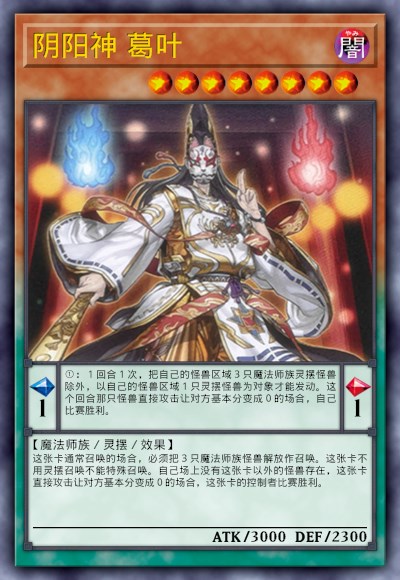 阴阳神 葛叶
やみ
闇
①：1回合1次，把自己的怪兽区域3只魔法师族灵摆怪兽
除外，以自己的怪兽区域1只灵摆怪兽为对象才能发动。这
个回合那只怪兽直接攻击让对方基本分变成0的场合，自己
比赛胜利。
1
1
【魔法师族／灵摆／效果】
这张卡通常召唤的场合，必须把3只魔法师族怪兽解放作召唤。这张卡不
用灵摆召唤不能特殊召唤。自己场上没有这张卡以外的怪兽存在，这张卡
直接攻击让对方基本分变成0的场合，这张卡的控制者比赛胜利。
ATK/3000 DEF/2300